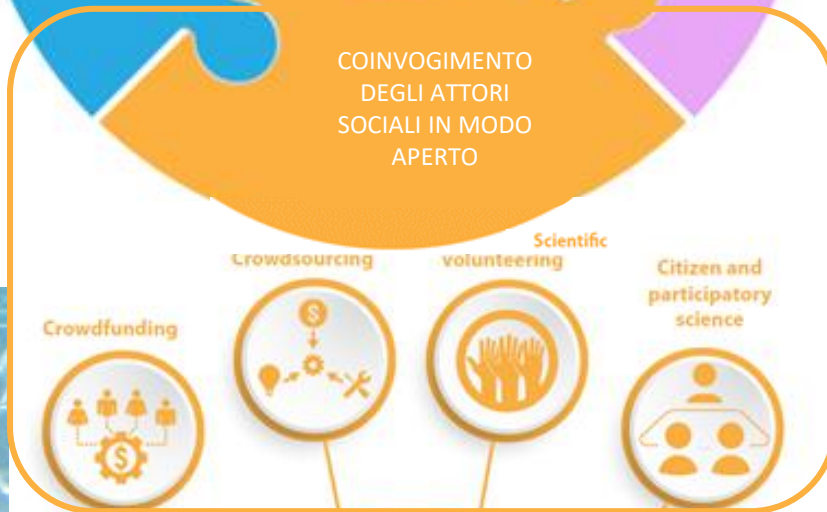 COINVOGIMENTO
DEGLI ATTORI
SOCIALI IN MODO
APERTO
Crowdfunding
Crowdsourcing
Scientific
volunteering
Citizen and
participatory
science
$
$